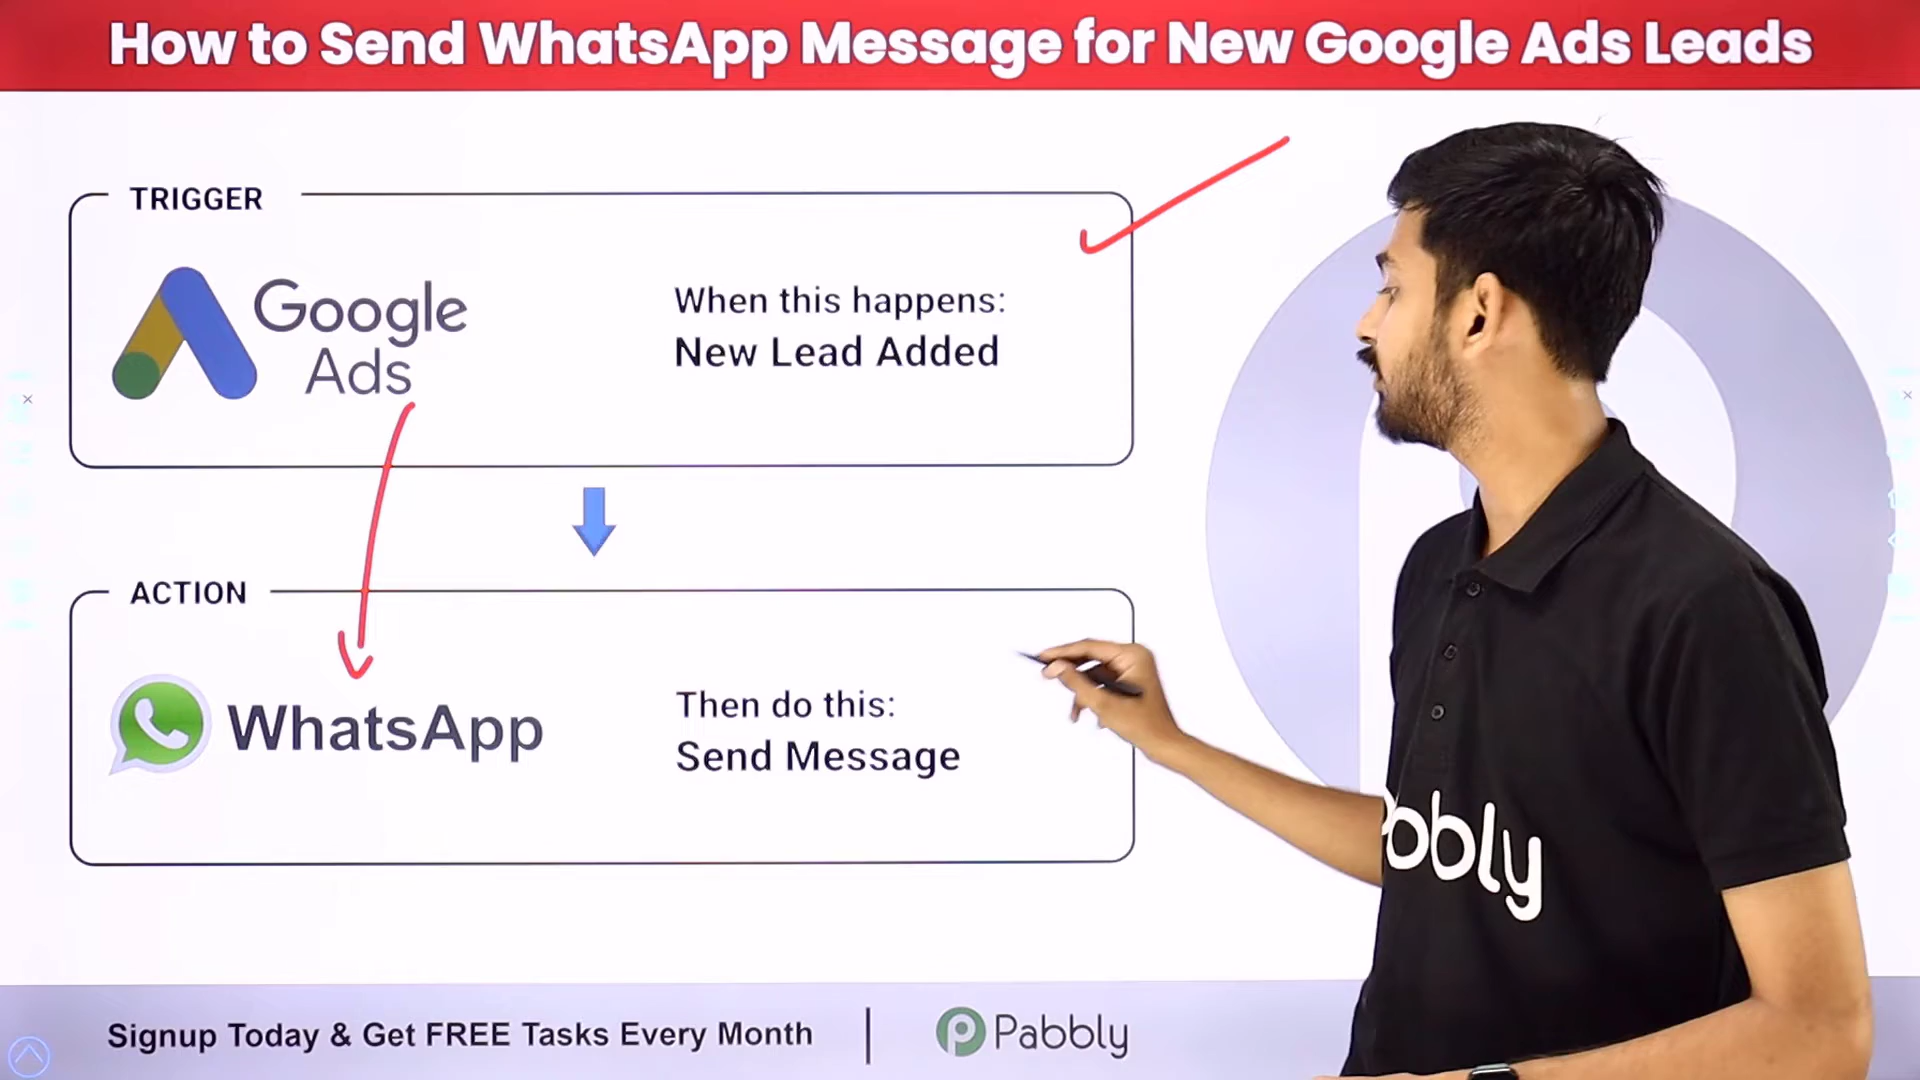 How to Send WhatsApp Message for New Google Ads Leads
TRIGGER
Google
Ads
When this happens:
New Lead Added
ACTION
WhatsApp
Then do this:
Send Message
Pabbly
Signup Today & Get FREE Tasks Every Month
Pabbly